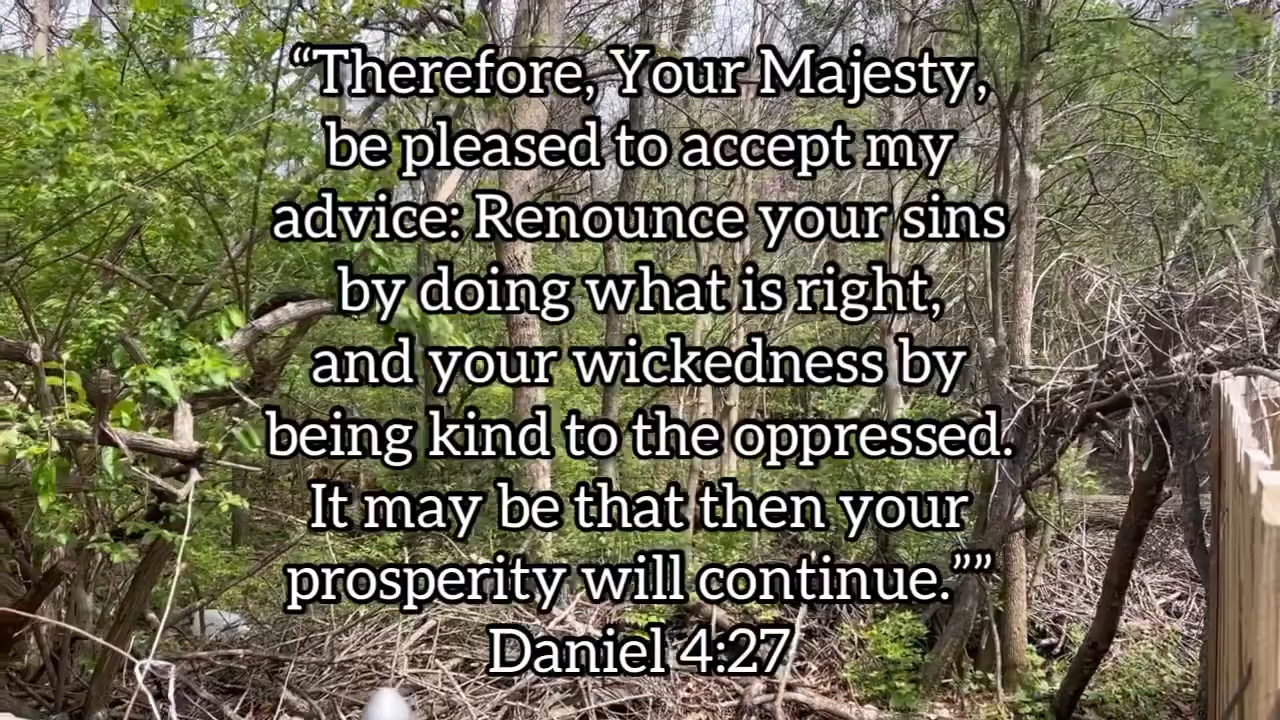 “Therefore, Your Majesty,
be pleased to accept my
advice: Renounce your sins
by doing what is right,
and your wickedness by
being kind to the oppressed.
It may be that then your
prosperity will continue.””
Daniel 4:27